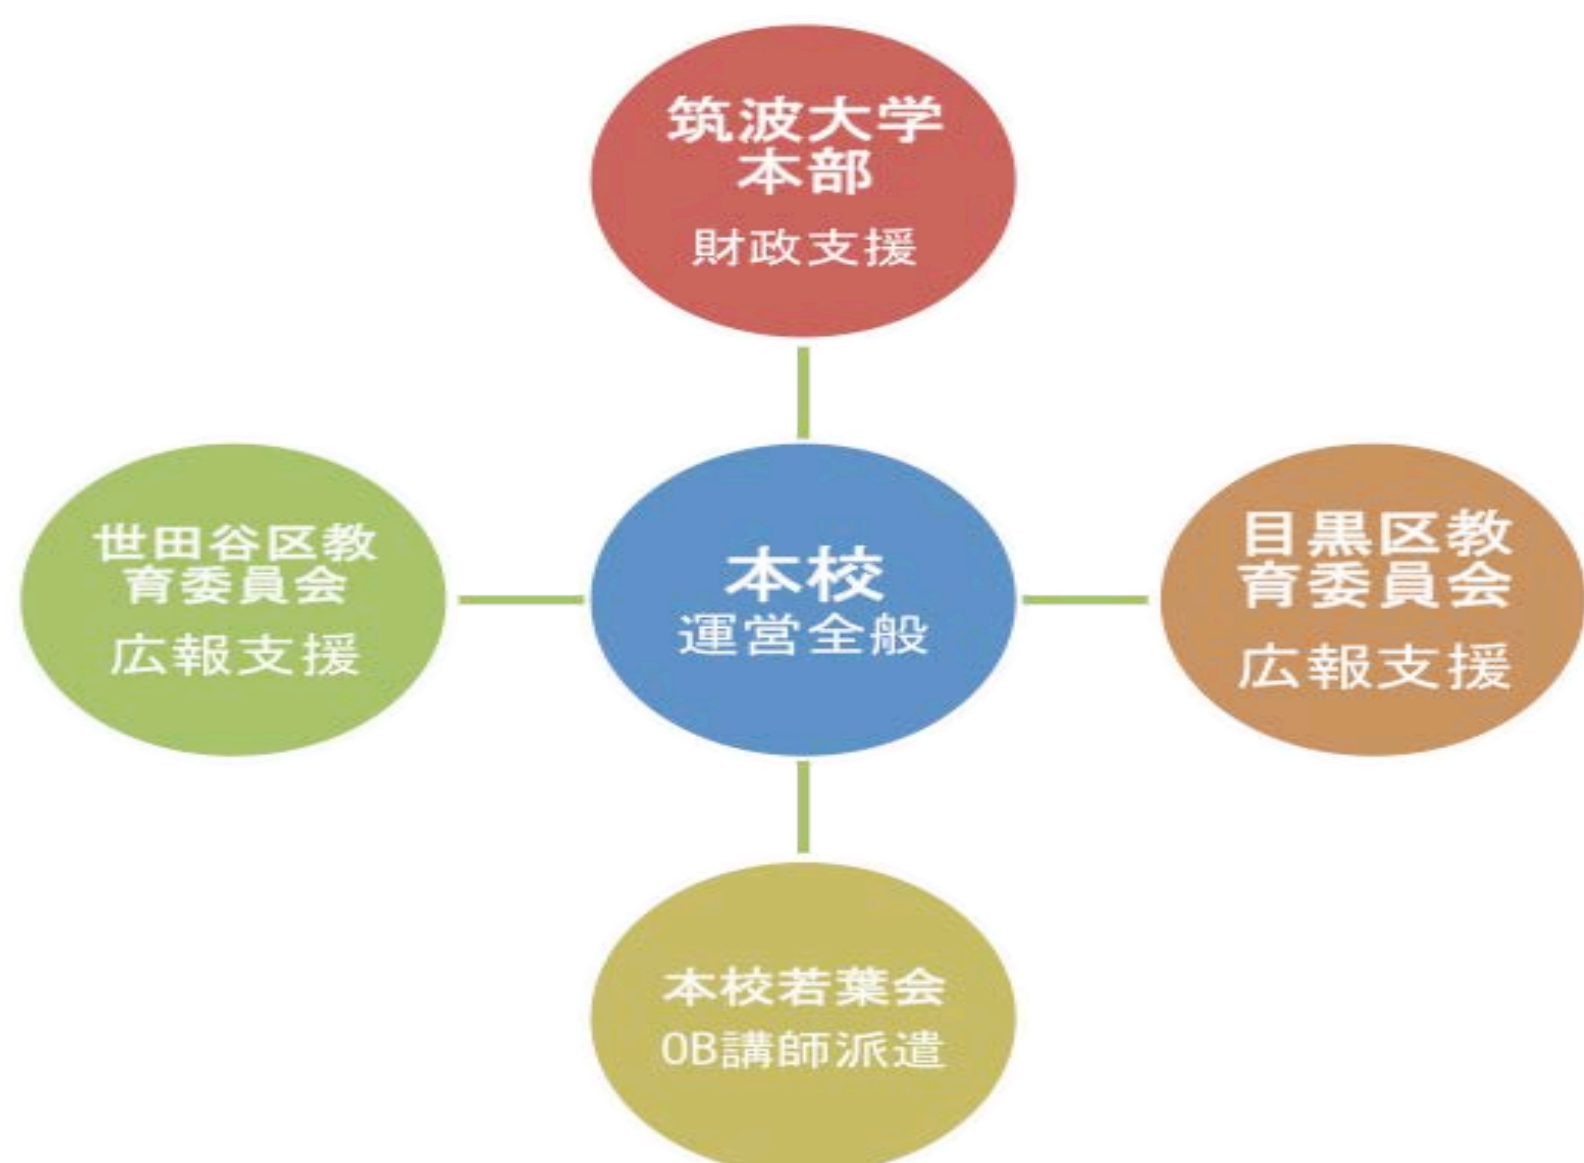 筑波大学
本部
財政支援
世田谷区教
育委員会
広報支援
本校
運営全般
目黒区教
育委員会
広報支援
本校若葉会
OB講師派遣